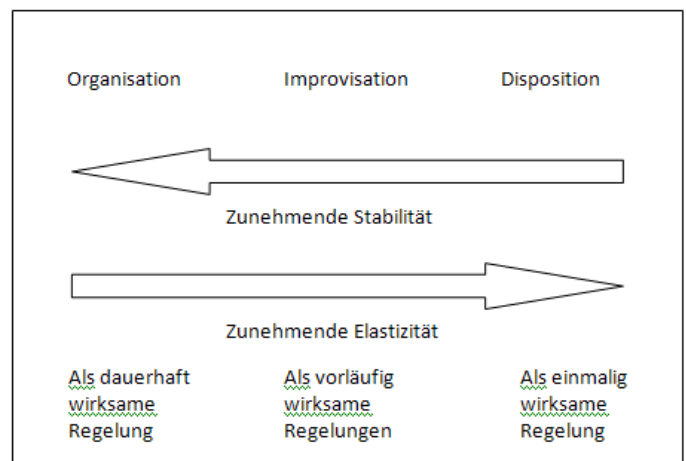 Organisation Improvisation Disposition
Zunehmende Stabilität
Zunehmende Elastizität
Als dauerhaft Als vorläufig Als einmalig
wirksame wirksame wirksame
Regelung Regelungen Regelung